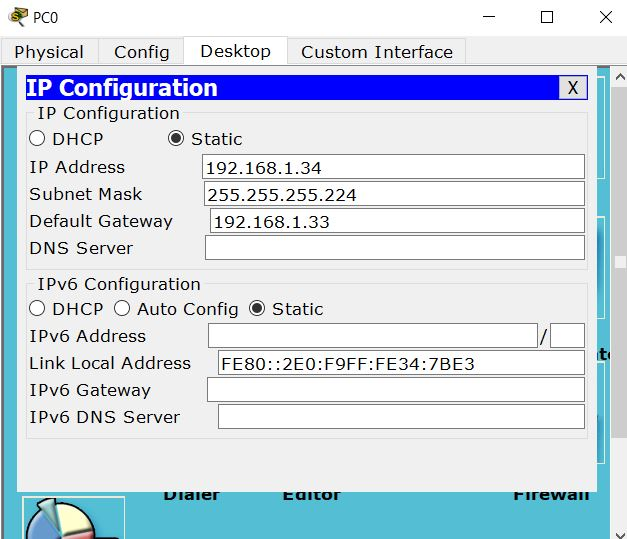 PC0
Physical Config Desktop Custom Interface
IP Configuration X
IP Configuration
DHCP Static
IP Address 192.168.1.34
Subnet Mask 255.255.255.224
Default Gateway 192.168.1.33
DNS Server
IPv6 Configuration
DHCP Auto Config Static
IPv6 Address /
Link Local Address FE80::2E0:F9FF:FE34:7BE3
IPv6 Gateway
IPv6 DNS Server
Dialer Editor Firewall